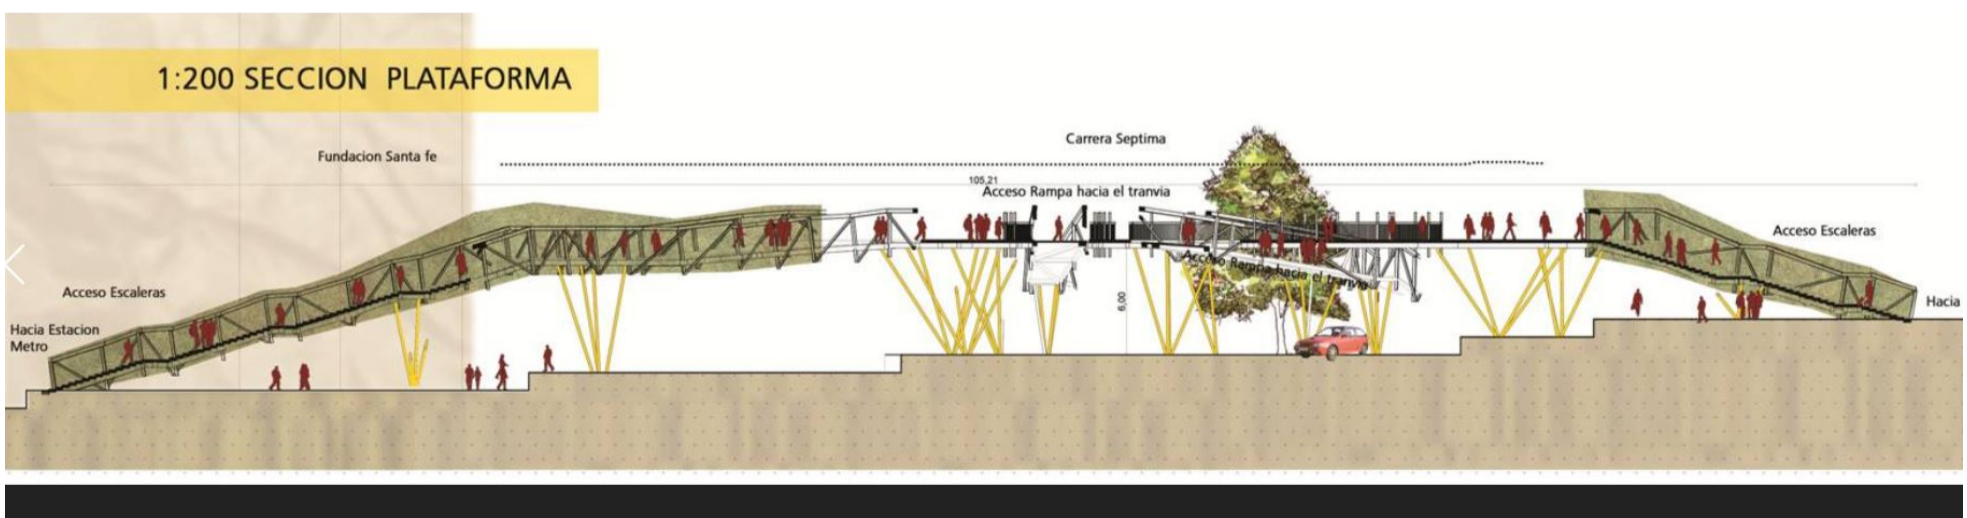 1:200 SECCION PLATAFORMA
Carrera Septima
Fundacion Santa fe
105,21
Acceso Rampa hacia el tranvia
Acceso Escaleras
Acceso Rampa hacia el tranvia
Acceso Escaleras
6,00
Hacia Estacion
Metro
Hacia